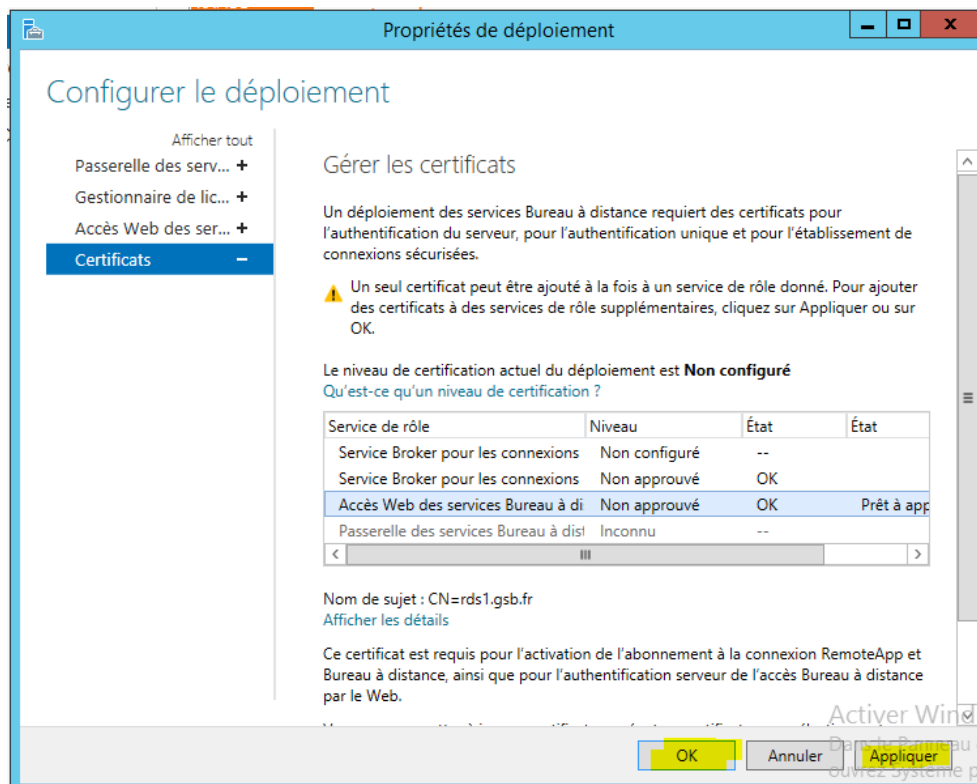 Propriétés de déploiement
Configurer le déploiement
Afficher tout
Passerelle des serv... +
Gestionnaire de lic... +
Accès Web des ser... +
Certificats −
Gérer les certificats
Un déploiement des services Bureau à distance requiert des certificats pour
l'authentification du serveur, pour l'authentification unique et pour l'établissement de
connexions sécurisées.
Un seul certificat peut être ajouté à la fois à un service de rôle donné. Pour ajouter
des certificats à des services de rôle supplémentaires, cliquez sur Appliquer ou sur
OK.
Le niveau de certification actuel du déploiement est Non configuré
Qu'est-ce qu'un niveau de certification ?
Service de rôle Niveau État État
Service Broker pour les connexions Non configuré --
Service Broker pour les connexions Non approuvé OK
Accès Web des services Bureau à di Non approuvé OK Prêt à app
Passerelle des services Bureau à dist Inconnu --
Nom de sujet : CN=rds1.gsb.fr
Afficher les détails
Ce certificat est requis pour l'activation de l'abonnement à la connexion RemoteApp et
Bureau à distance, ainsi que pour l'authentification serveur de l'accès Bureau à distance
par le Web.
Activer Wind
OK Annuler Appliquer